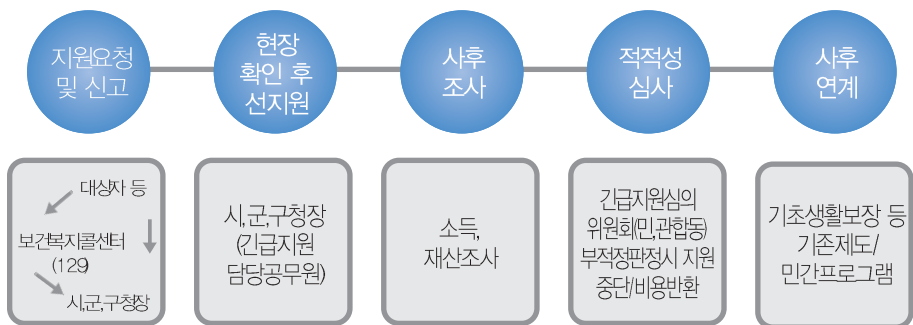 지원요청
및 신고
현장
확인 후
선지원
사후
조사
적적성
심사
사후
연계
대상자 등
보건복지콜센터
(129)
시,군,구청장
시,군,구청장
(긴급지원
담당공무원)
소득,
재산조사
긴급지원심의
위원회(민,관합동)
부적정판정시 지원
중단/비용반환
기초생활보장 등
기존제도/
민간프로그램